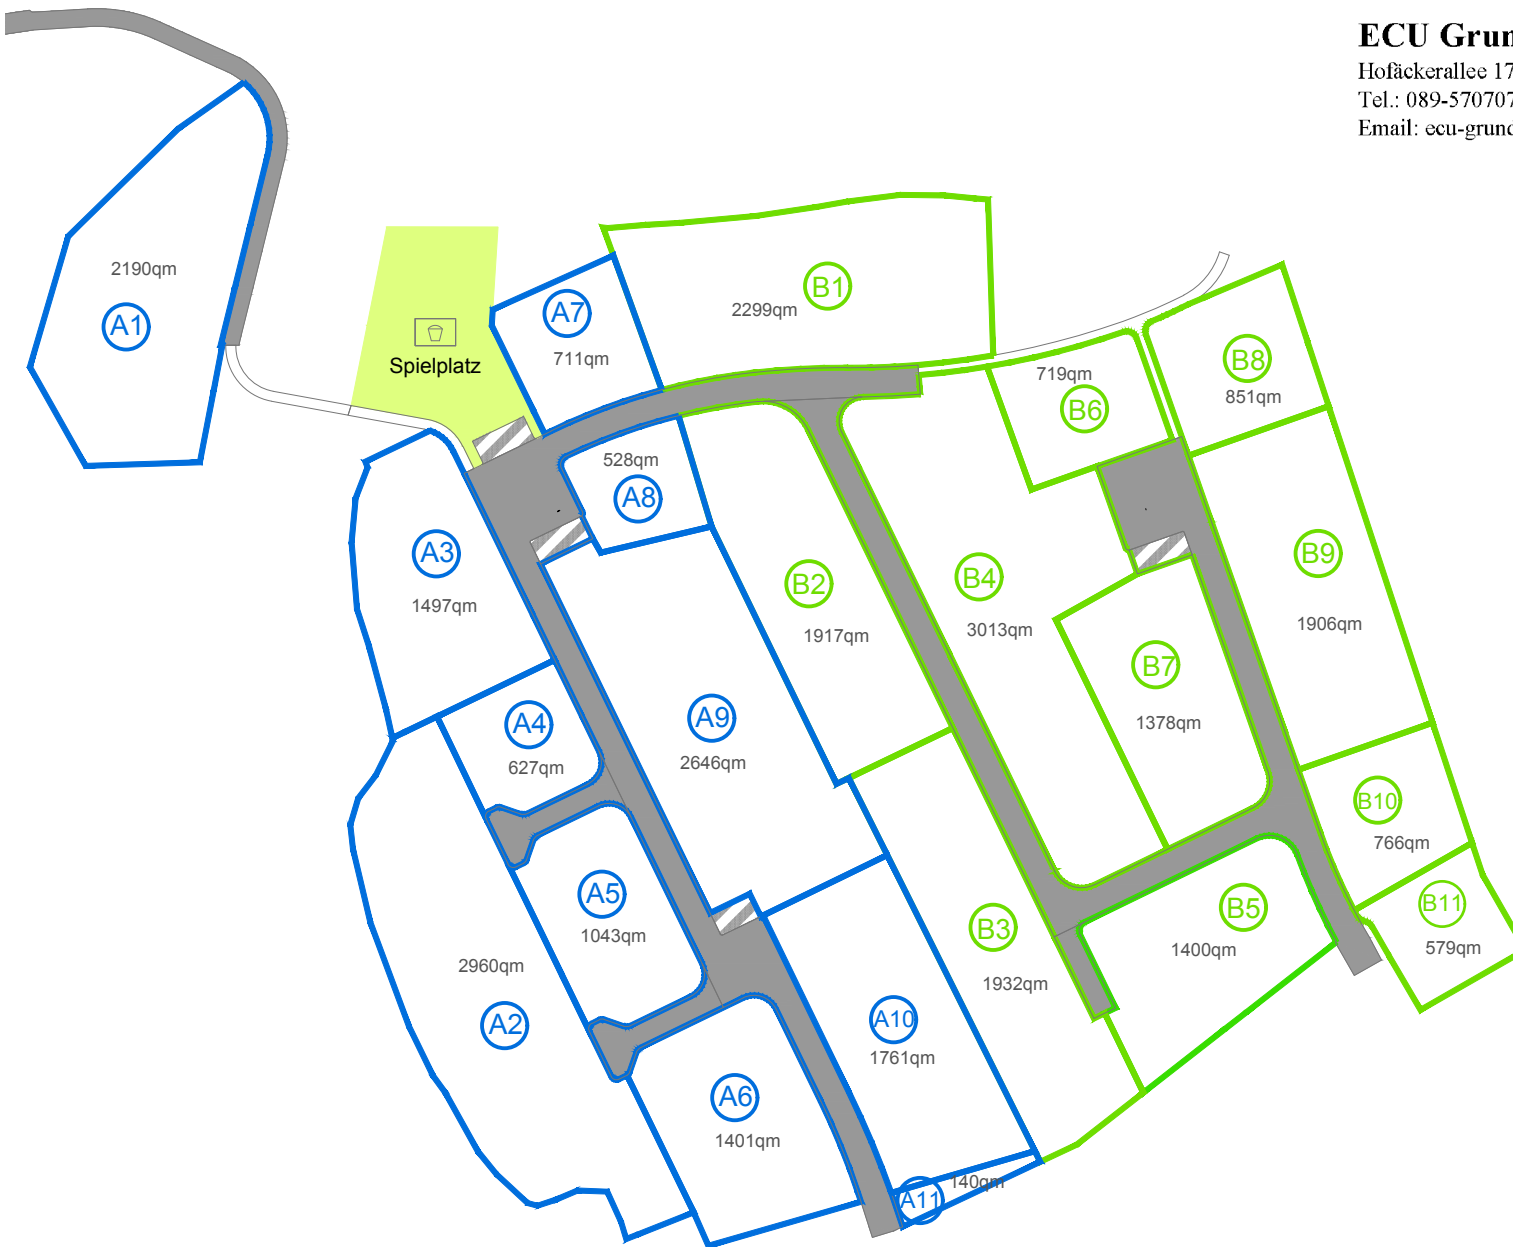 ECU Grun
Hofäckerallee 17
Tel.: 089-570707
Email: ecu-grund
2190qm
A1
Spielplatz
A7
711qm
B1
2299qm
719qm
B6
B8
851qm
528qm
A8
A3
1497qm
B2
1917qm
B4
3013qm
B9
1906qm
B7
1378qm
A4
627qm
A9
2646qm
B10
766qm
A5
1043qm
B3
1932qm
B5
1400qm
B11
579qm
2960qm
A2
A10
1761qm
A6
1401qm
140qm
A11